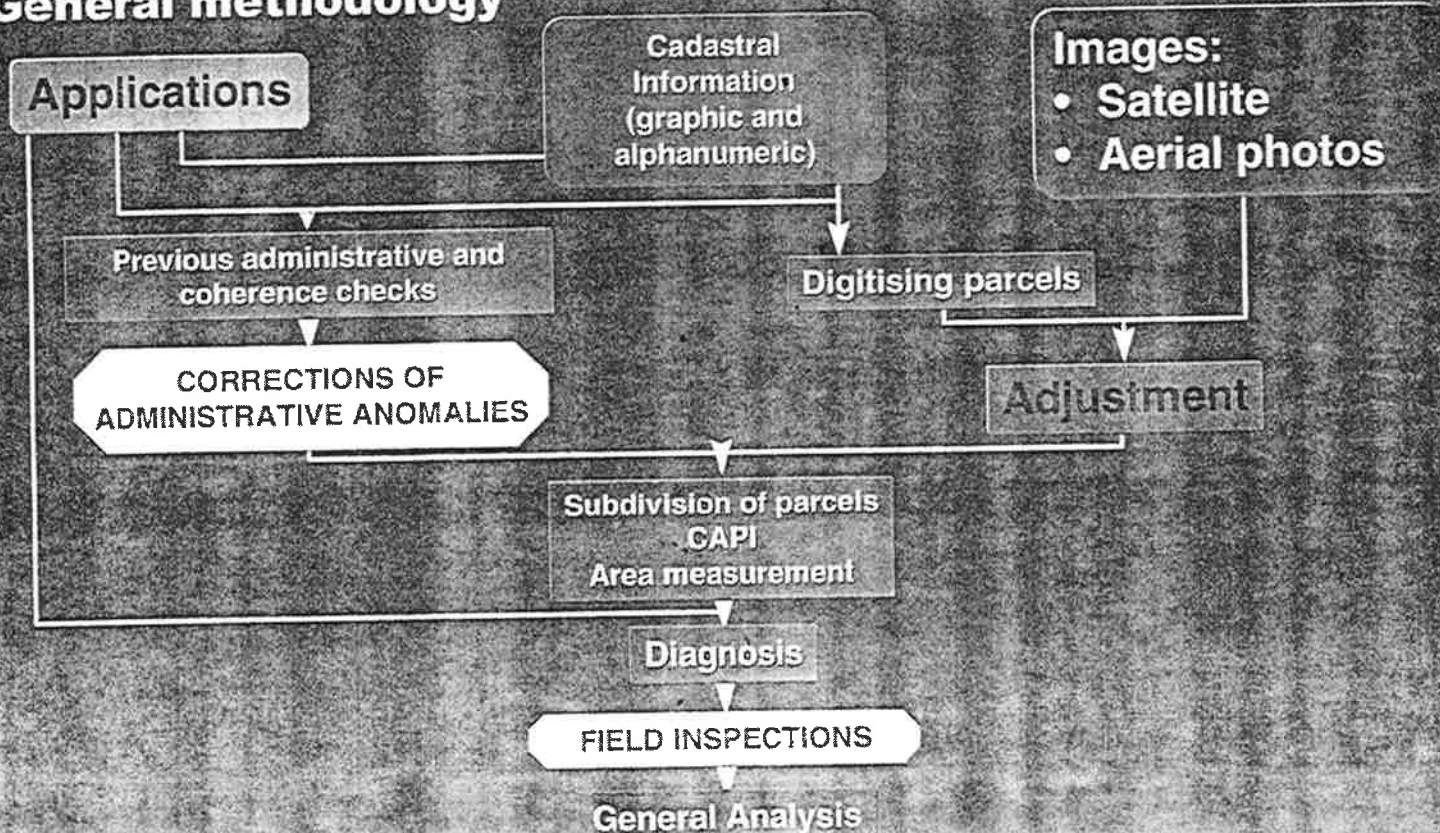 General methodology
Applications
Cadastral
Information
(graphic and
alphanumeric)
Images:
• Satellite
• Aerial photos
Previous administrative and
coherence checks
Digitising parcels
CORRECTIONS OF
ADMINISTRATIVE ANOMALIES
Adjustment
Subdivision of parcels
CAPI
Area measurement
Diagnosis
FIELD INSPECTIONS
General Analysis